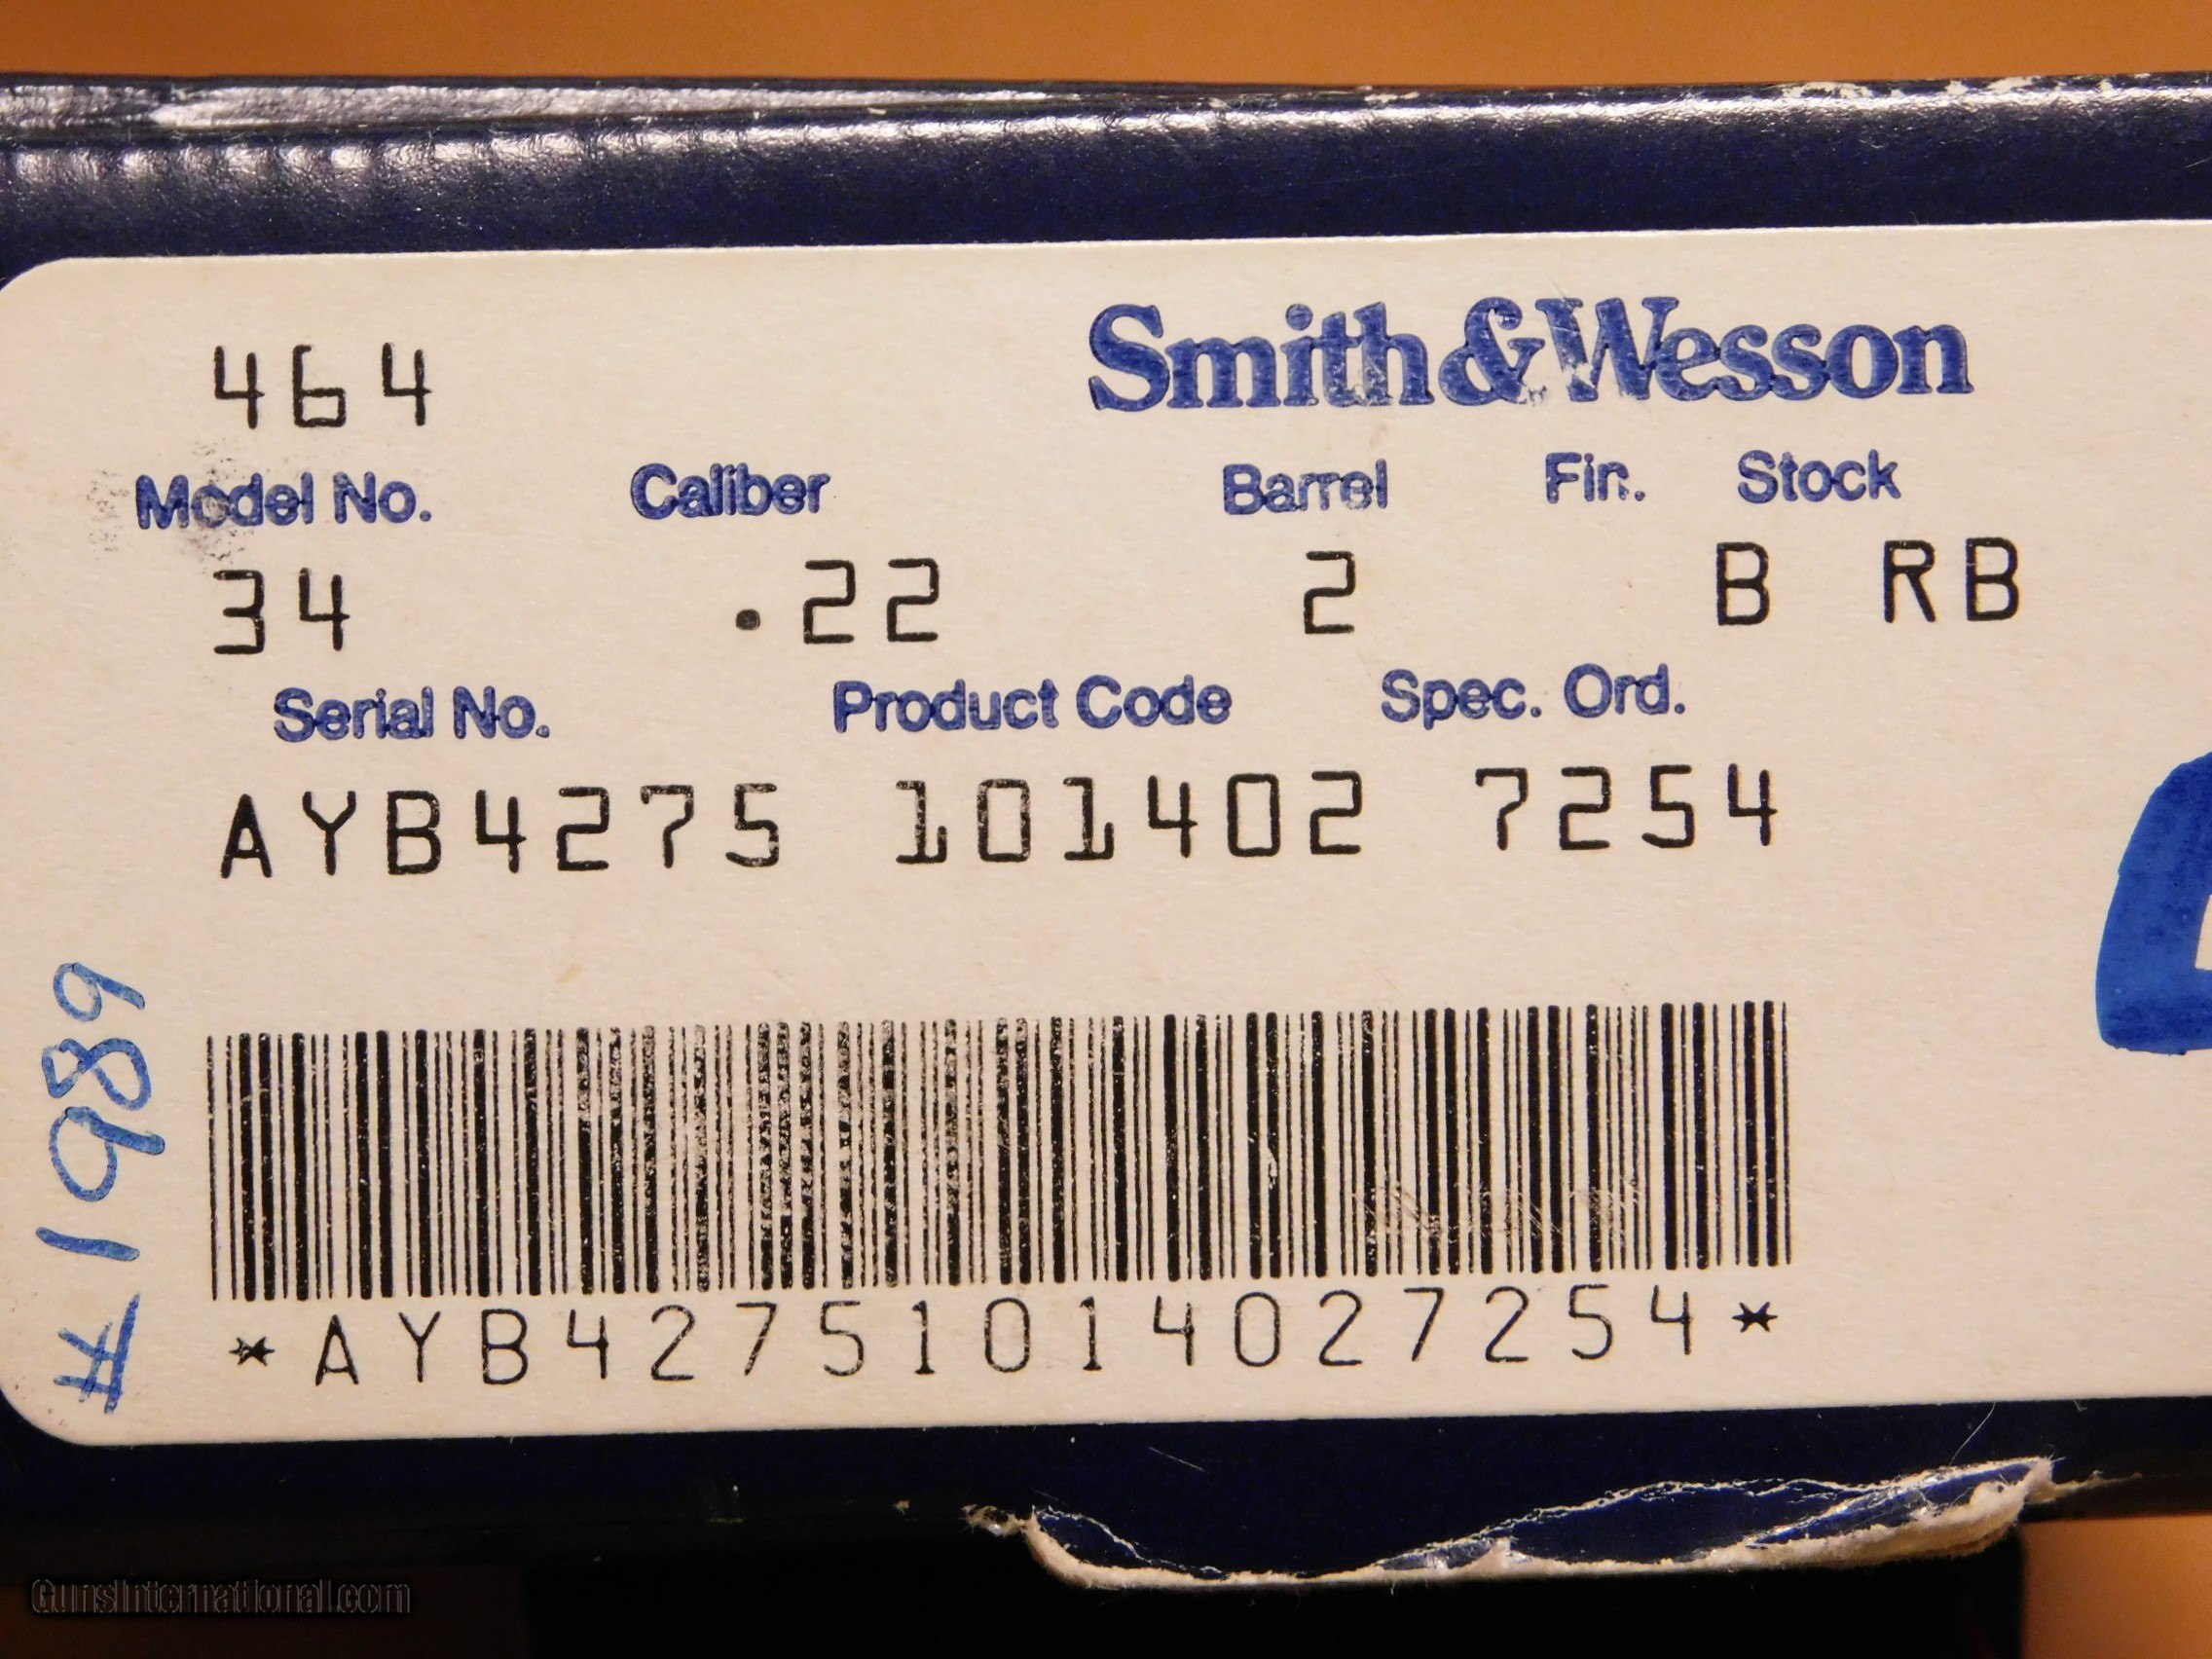 464
Smith&Wesson
Model No. Caliber Barrel Fin. Stock
34 .22 2 B RB
Serial No. Product Code Spec. Ord.
AYB4275 101402 7254
*AYB42751014027254*
# 1989
GunsInternational.com